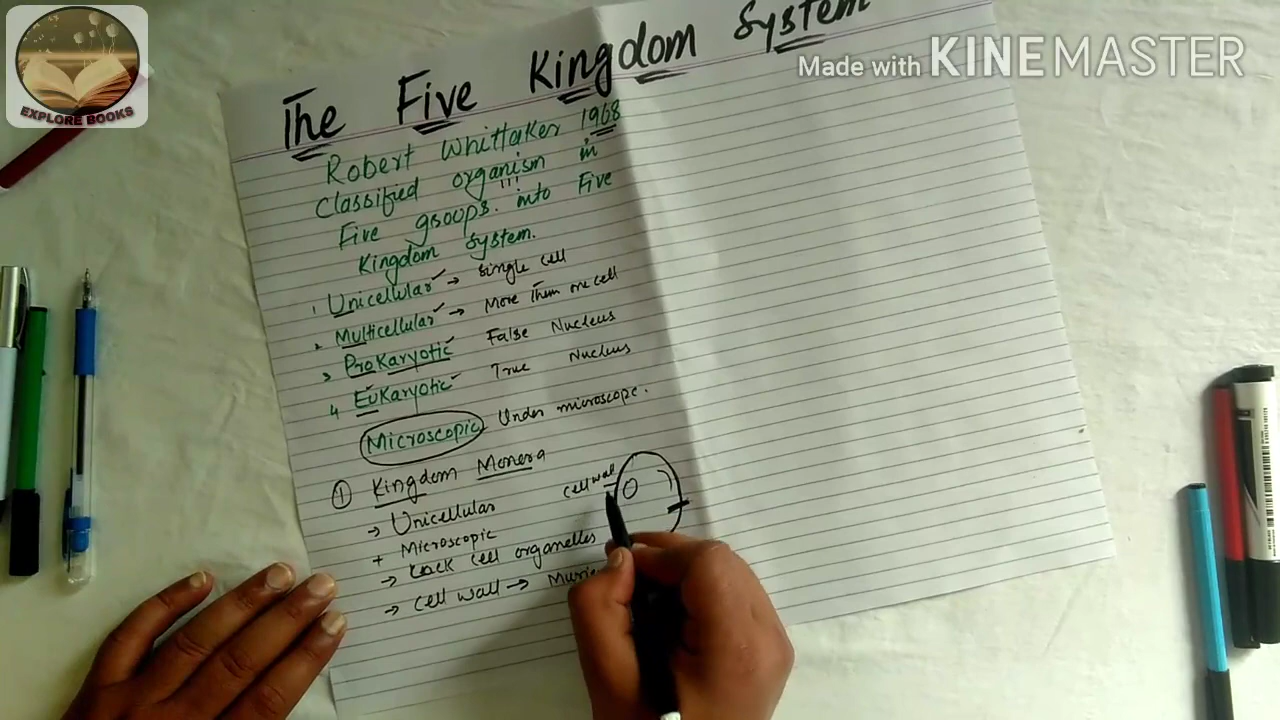 The Five Kingdom System
Made with KINEMASTER
EXPLORE BOOKS
Robert Whittaker 1968
Classified organism in
Five groups. into Five
Kingdom System.
1 Unicellular → Single cell
2 Multicellular → More Them one cell
3 ProKaryotic False Nucleus
4 EuKaryotic True Nucleus
Microscopic Under microscope.
① Kingdom Monera
→ Unicellular
cell wall
+ Microscopic
→ Lack cell organelles
→ Cell wall →